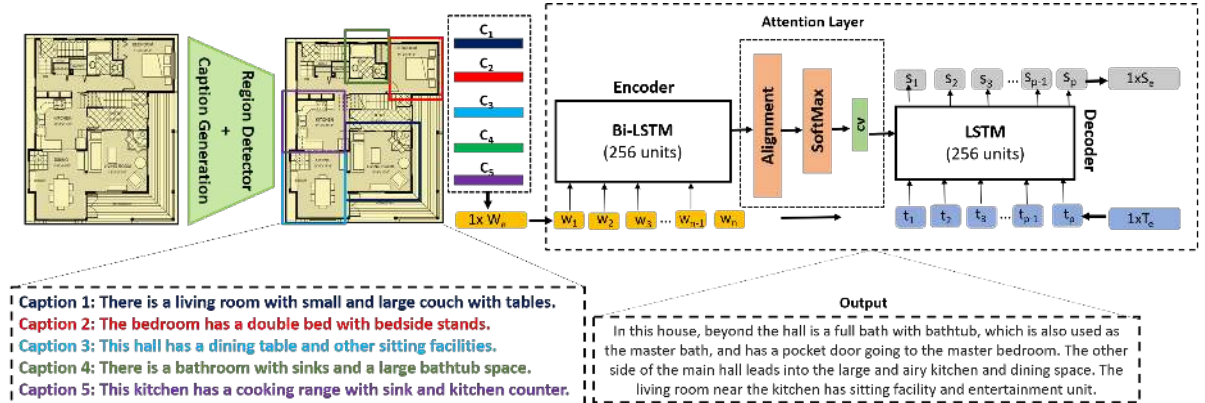 Attention Layer
Region Detector
+
Caption Generation
BEDROOM
KITCHEN
DINING
LIVING ROOM
KITCHEN
C₁
C₂
C₃
C₄
C₅
1x Wₑ
Encoder
Bi-LSTM
(256 units)
w₁ w₂ w₃ ... wₙ₋₁ wₙ
Alignment
SoftMax
CV
s₁ s₂ s₃ ... sₚ₋₁ sₚ
1xSₑ
LSTM
(256 units)
Decoder
t₁ t₂ t₃ ... tₚ₋₁ tₚ
1xTₑ
Caption 1: There is a living room with small and large couch with tables.
Caption 2: The bedroom has a double bed with bedside stands.
Caption 3: This hall has a dining table and other sitting facilities.
Caption 4: There is a bathroom with sinks and a large bathtub space.
Caption 5: This kitchen has a cooking range with sink and kitchen counter.
Output
In this house, beyond the hall is a full bath with bathtub, which is also used as
the master bath, and has a pocket door going to the master bedroom. The other
side of the main hall leads into the large and airy kitchen and dining space. The
living room near the kitchen has sitting facility and entertainment unit.